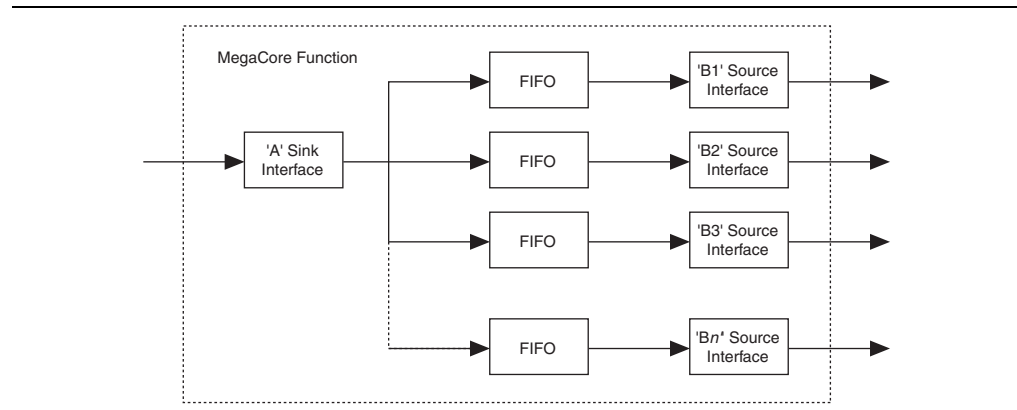 MegaCore Function
FIFO
'B1' Source
Interface
'A' Sink
Interface
FIFO
'B2' Source
Interface
FIFO
'B3' Source
Interface
FIFO
'Bn' Source
Interface